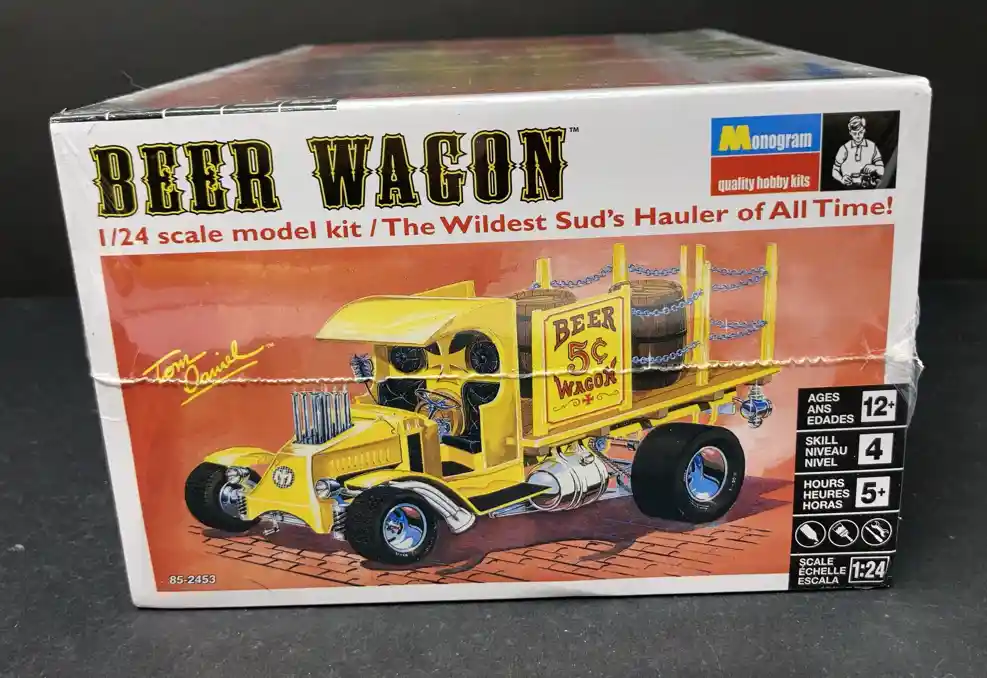 BEER WAGON™
Monogram
quality hobby kits
1/24 scale model kit / The Wildest Sud's Hauler of All Time!
Tom Daniel™
BEER
5¢
WAGON
AGES
ANS
EDADES
12+
SKILL
NIVEAU
NIVEL
4
HOURS
HEURES
HORAS
5+
SCALE
ÉCHELLE
ESCALA
1:24
85-2453